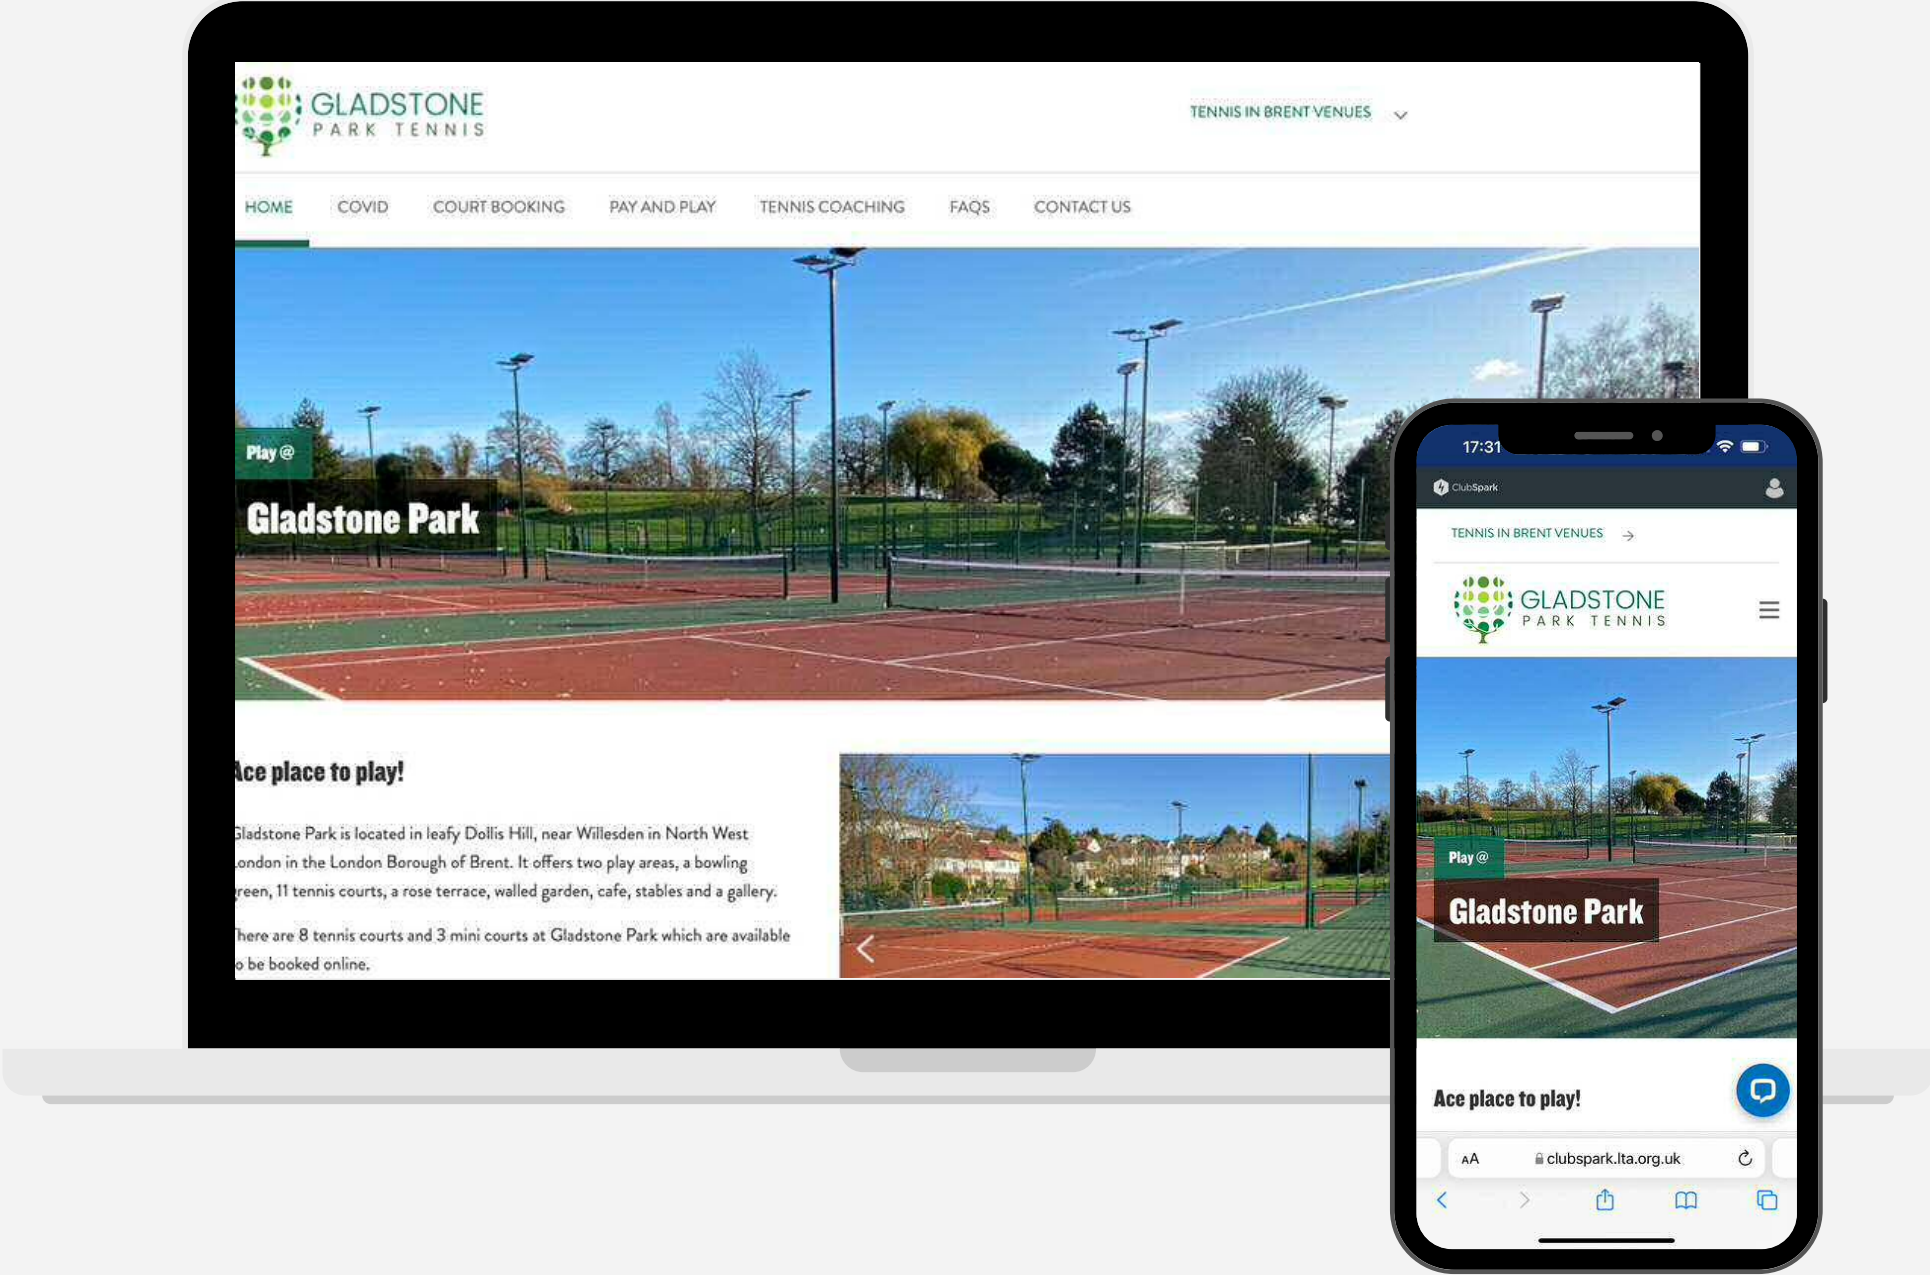 GLADSTONE
PARK TENNIS
TENNIS IN BRENT VENUES
HOME COVID COURT BOOKING PAY AND PLAY TENNIS COACHING FAQS CONTACT US
Play @
Gladstone Park
Ace place to play!
Gladstone Park is located in leafy Dollis Hill, near Willesden in North West
London in the London Borough of Brent. It offers two play areas, a bowling
green, 11 tennis courts, a rose terrace, walled garden, cafe, stables and a gallery.
There are 8 tennis courts and 3 mini courts at Gladstone Park which are available
to be booked online.
17:31
ClubSpark
TENNIS IN BRENT VENUES
GLADSTONE
PARK TENNIS
Play @
Gladstone Park
Ace place to play!
AA clubspark.lta.org.uk